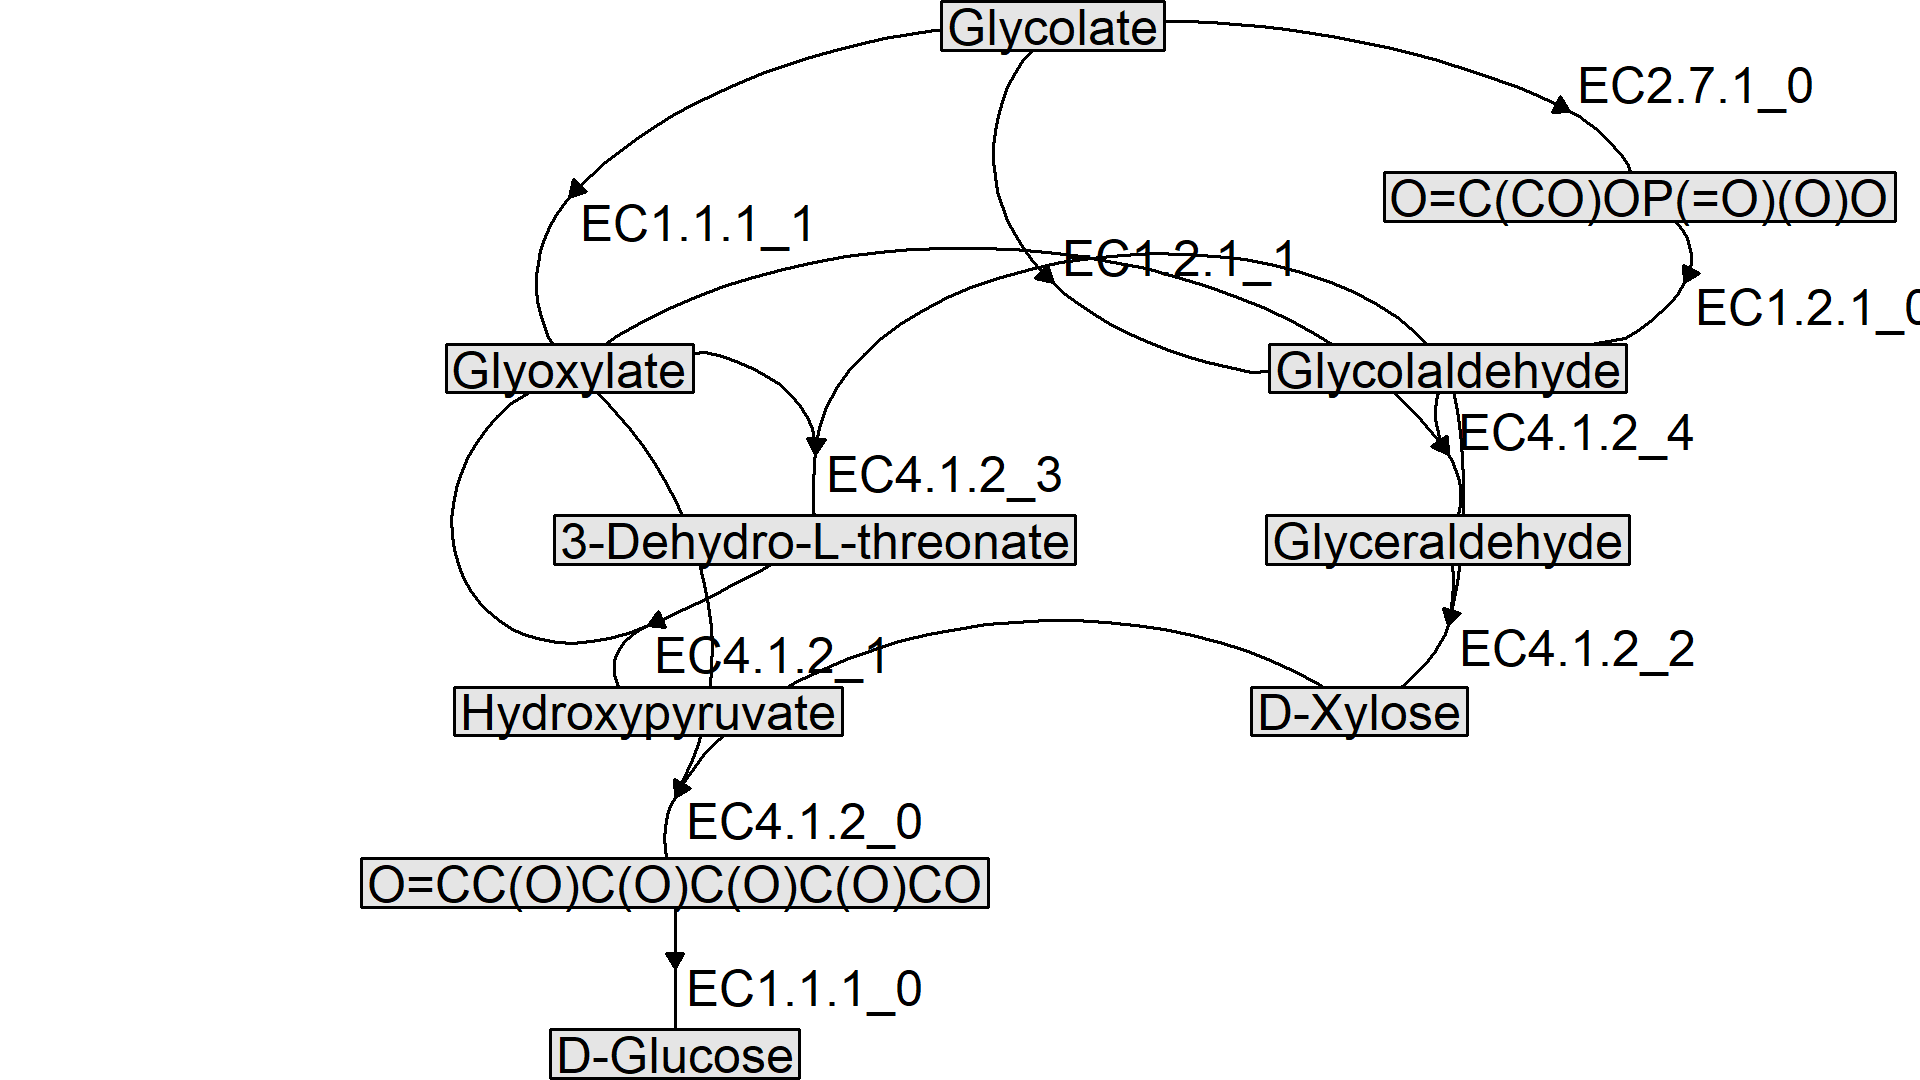 Glycolate
EC2.7.1_0
O=C(CO)OP(=O)(O)O
EC1.1.1_1
EC1.2.1_1
EC1.2.1_0
Glyoxylate
Glycolaldehyde
EC4.1.2_4
EC4.1.2_3
3-Dehydro-L-threonate
Glyceraldehyde
EC4.1.2_1
EC4.1.2_2
Hydroxypyruvate
D-Xylose
EC4.1.2_0
O=CC(O)C(O)C(O)C(O)CO
EC1.1.1_0
D-Glucose